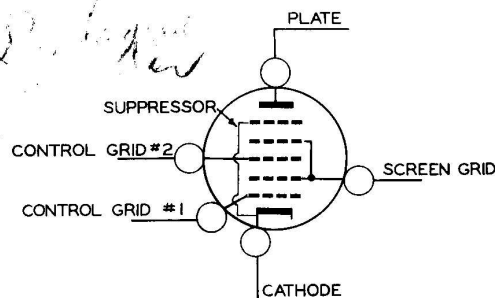 PLATE
SUPPRESSOR
CONTROL GRID #2
SCREEN GRID
CONTROL GRID #1
CATHODE